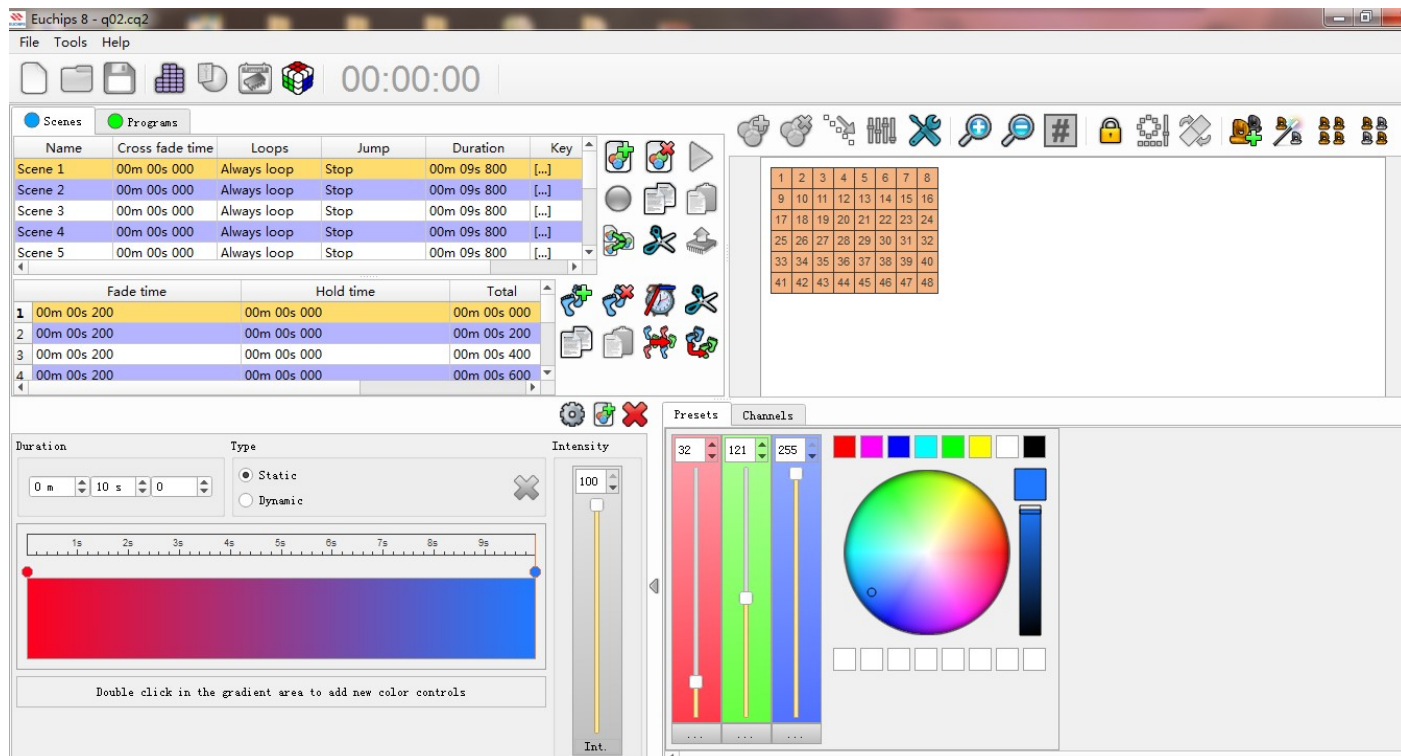 Euchips 8 - q02.cq2
File Tools Help
00:00:00
Scenes Programs
Name Cross fade time Loops Jump Duration Key
Scene 1 00m 00s 000 Always loop Stop 00m 09s 800 [...]
Scene 2 00m 00s 000 Always loop Stop 00m 09s 800 [...]
Scene 3 00m 00s 000 Always loop Stop 00m 09s 800 [...]
Scene 4 00m 00s 000 Always loop Stop 00m 09s 800 [...]
Scene 5 00m 00s 000 Always loop Stop 00m 09s 800 [...]
Fade time Hold time Total
1 00m 00s 200 00m 00s 000 00m 00s 000
2 00m 00s 200 00m 00s 000 00m 00s 200
3 00m 00s 200 00m 00s 000 00m 00s 400
4 00m 00s 200 00m 00s 000 00m 00s 600
#
1 2 3 4 5 6 7 8
9 10 11 12 13 14 15 16
17 18 19 20 21 22 23 24
25 26 27 28 29 30 31 32
33 34 35 36 37 38 39 40
41 42 43 44 45 46 47 48
Duration Type Intensity
0 m 10 s 0
Static
Dynamic
100
1s 2s 3s 4s 5s 6s 7s 8s 9s
Double click in the gradient area to add new color controls
Int.
Presets Channels
32 121 255
... ... ...